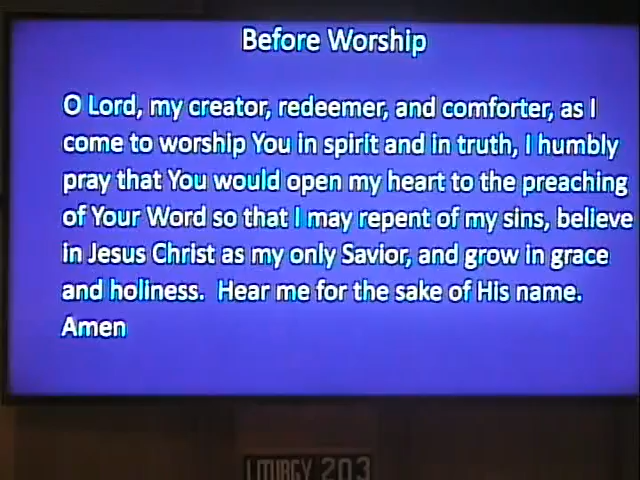 Before Worship
O Lord, my creator, redeemer, and comforter, as I
come to worship You in spirit and in truth, I humbly
pray that You would open my heart to the preaching
of Your Word so that I may repent of my sins, believe
in Jesus Christ as my only Savior, and grow in grace
and holiness.  Hear me for the sake of His name.
Amen
LITURGY 203